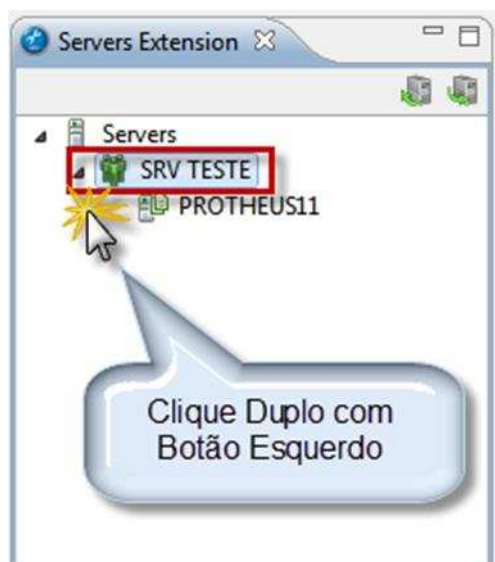 Servers Extension
Servers
SRV TESTE
PROTHEUS11
Clique Duplo com
Botão Esquerdo